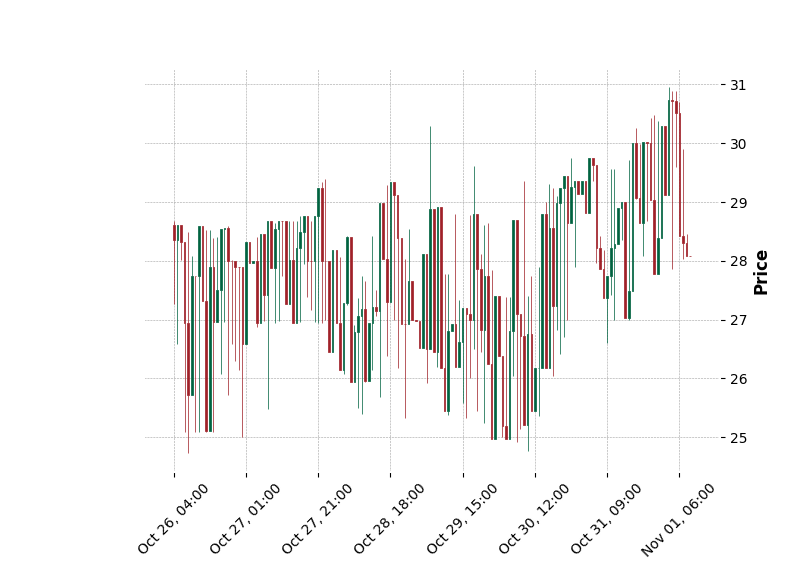 31
30
29
28
27
26
25
Price
Oct 26, 04:00
Oct 27, 01:00
Oct 27, 21:00
Oct 28, 18:00
Oct 29, 15:00
Oct 30, 12:00
Oct 31, 09:00
Nov 01, 06:00